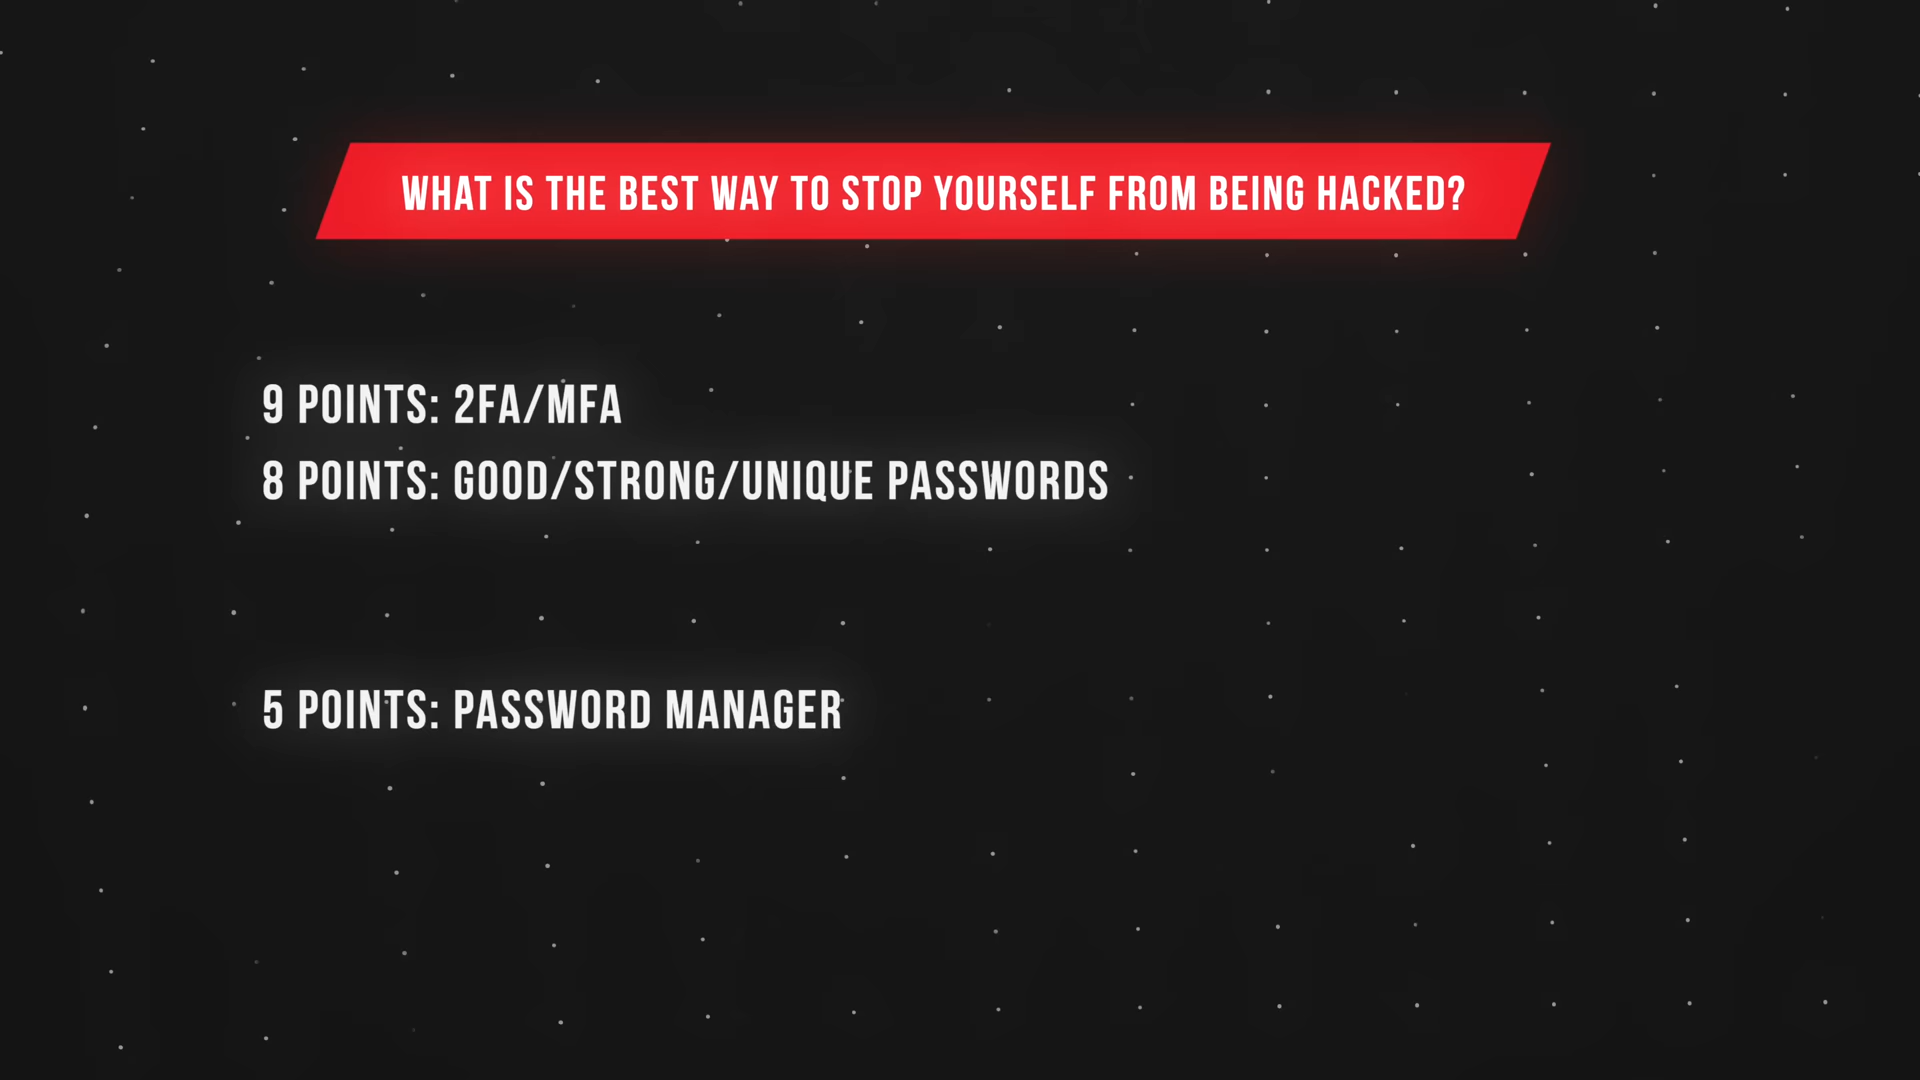 WHAT IS THE BEST WAY TO STOP YOURSELF FROM BEING HACKED?
9 POINTS: 2FA/MFA
8 POINTS: GOOD/STRONG/UNIQUE PASSWORDS
5 POINTS: PASSWORD MANAGER